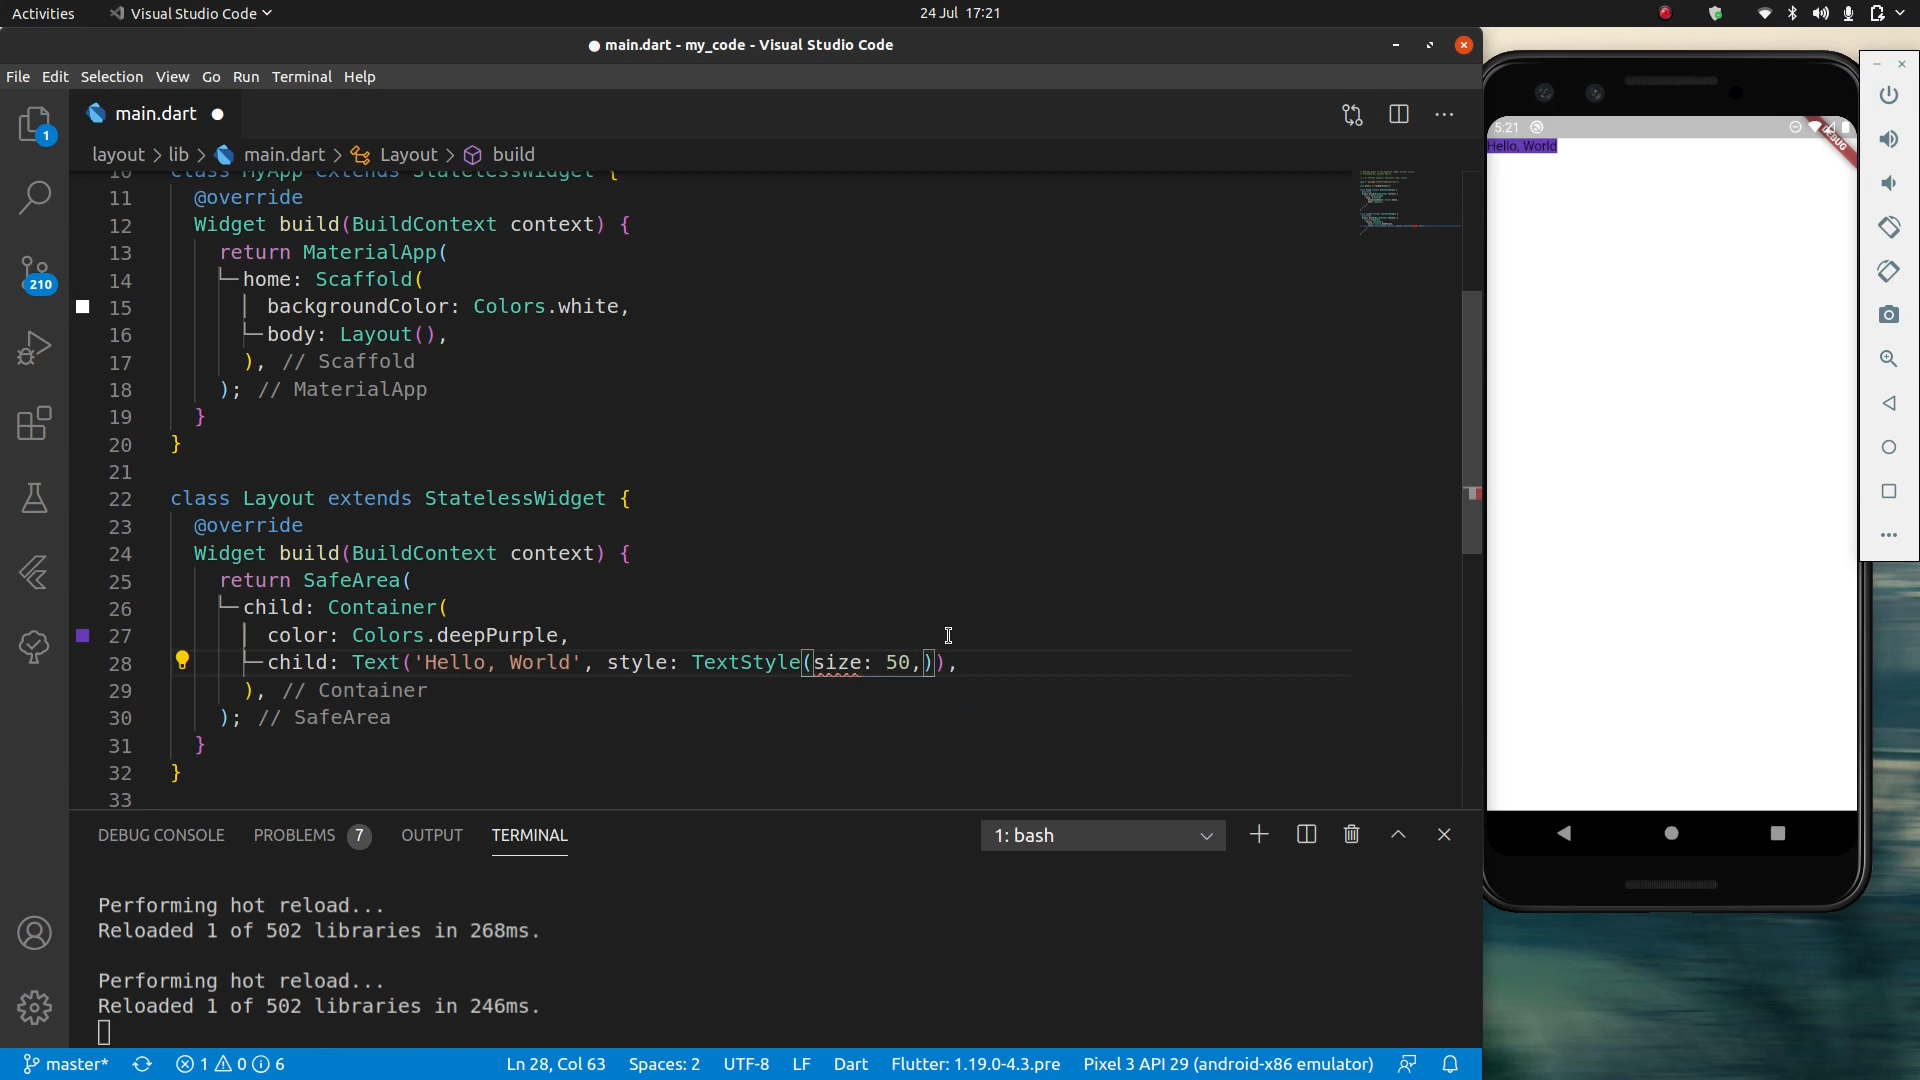 Activities
Visual Studio Code
24 Jul 17:21
main.dart - my_code - Visual Studio Code
File Edit Selection View Go Run Terminal Help
main.dart
layout > lib > main.dart > Layout > build
10 class MyApp extends StatelessWidget {
11 @override
12 Widget build(BuildContext context) {
13 return MaterialApp(
14 home: Scaffold(
15 backgroundColor: Colors.white,
16 body: Layout(),
17 ), // Scaffold
18 ); // MaterialApp
19 }
20 }
21
22 class Layout extends StatelessWidget {
23 @override
24 Widget build(BuildContext context) {
25 return SafeArea(
26 child: Container(
27 color: Colors.deepPurple,
28 child: Text('Hello, World', style: TextStyle(size: 50,)),
29 ), // Container
30 ); // SafeArea
31 }
32 }
33
1
210
DEBUG CONSOLE PROBLEMS 7 OUTPUT TERMINAL
1: bash
Performing hot reload...
Reloaded 1 of 502 libraries in 268ms.
Performing hot reload...
Reloaded 1 of 502 libraries in 246ms.
master* 1 0 6 Ln 28, Col 63 Spaces: 2 UTF-8 LF Dart Flutter: 1.19.0-4.3.pre Pixel 3 API 29 (android-x86 emulator)
5:21
DEBUG
Hello, World